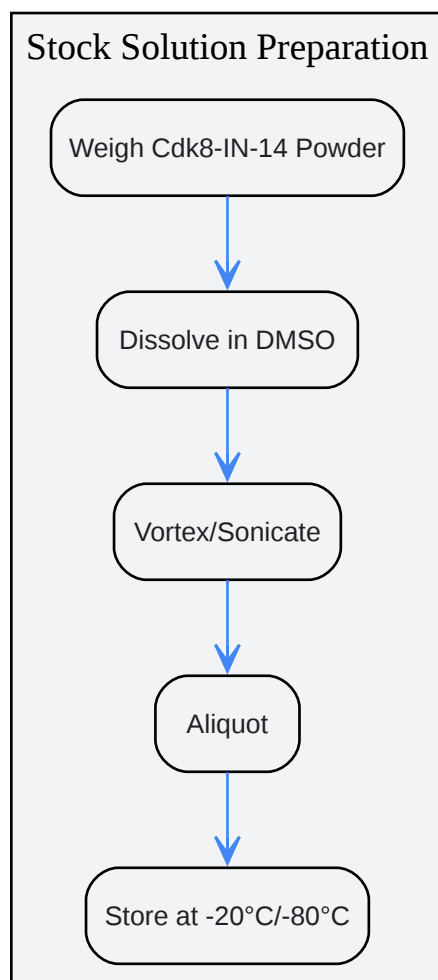 Stock Solution Preparation
Weigh Cdk8-IN-14 Powder
Dissolve in DMSO
Vortex/Sonicate
Aliquot
Store at -20°C/-80°C